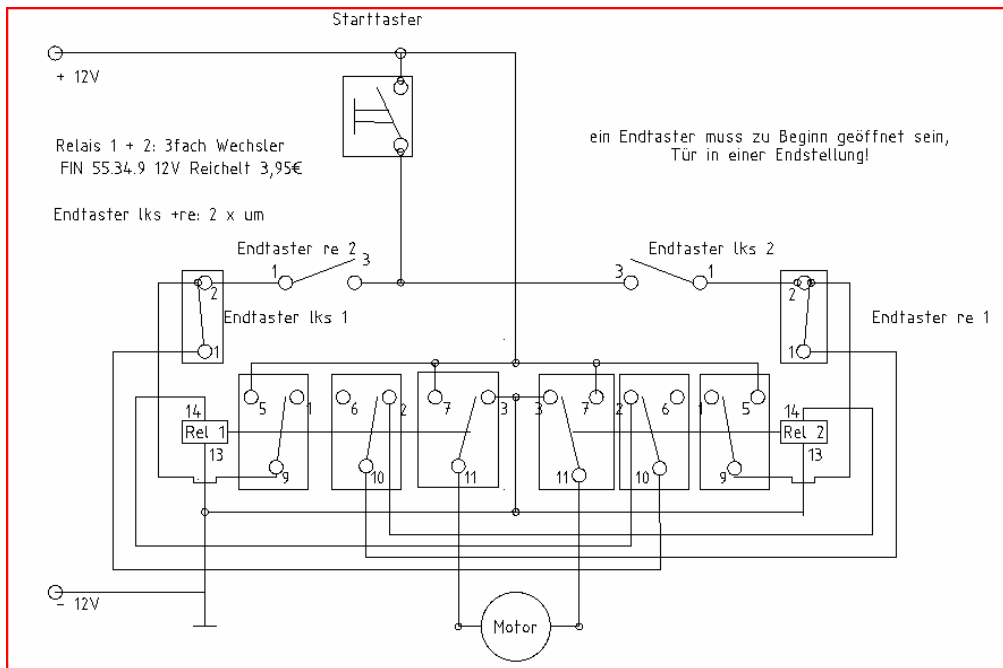 Starttaster
+ 12V
Relais 1 + 2: 3fach Wechsler
FIN 55.34.9 12V Reichelt 3,95€
ein Endtaster muss zu Beginn geöffnet sein,
Tür in einer Endstellung!
Endtaster lks +re: 2 x um
Endtaster re 2
Endtaster lks 2
1
3
3
1
2
2
Endtaster lks 1
Endtaster re 1
1
1
5
1
6
2
7
3
3
7
2
6
1
5
14
14
Rel 1
Rel 2
13
13
9
10
11
11
10
9
- 12V
Motor